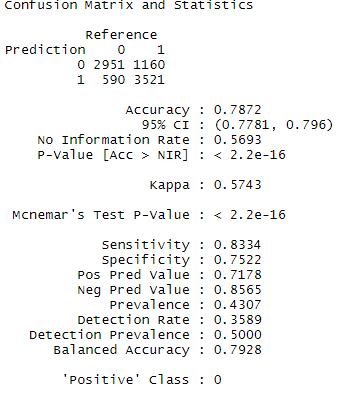 Confusion Matrix and Statistics
Reference
Prediction 0 1
0 2951 1160
1 590 3521
Accuracy : 0.7872
95% CI : (0.7781, 0.796)
No Information Rate : 0.5693
P-Value [Acc > NIR] : < 2.2e-16
Kappa : 0.5743
Mcnemar's Test P-Value : < 2.2e-16
Sensitivity : 0.8334
Specificity : 0.7522
Pos Pred Value : 0.7178
Neg Pred Value : 0.8565
Prevalence : 0.4307
Detection Rate : 0.3589
Detection Prevalence : 0.5000
Balanced Accuracy : 0.7928
'Positive' Class : 0